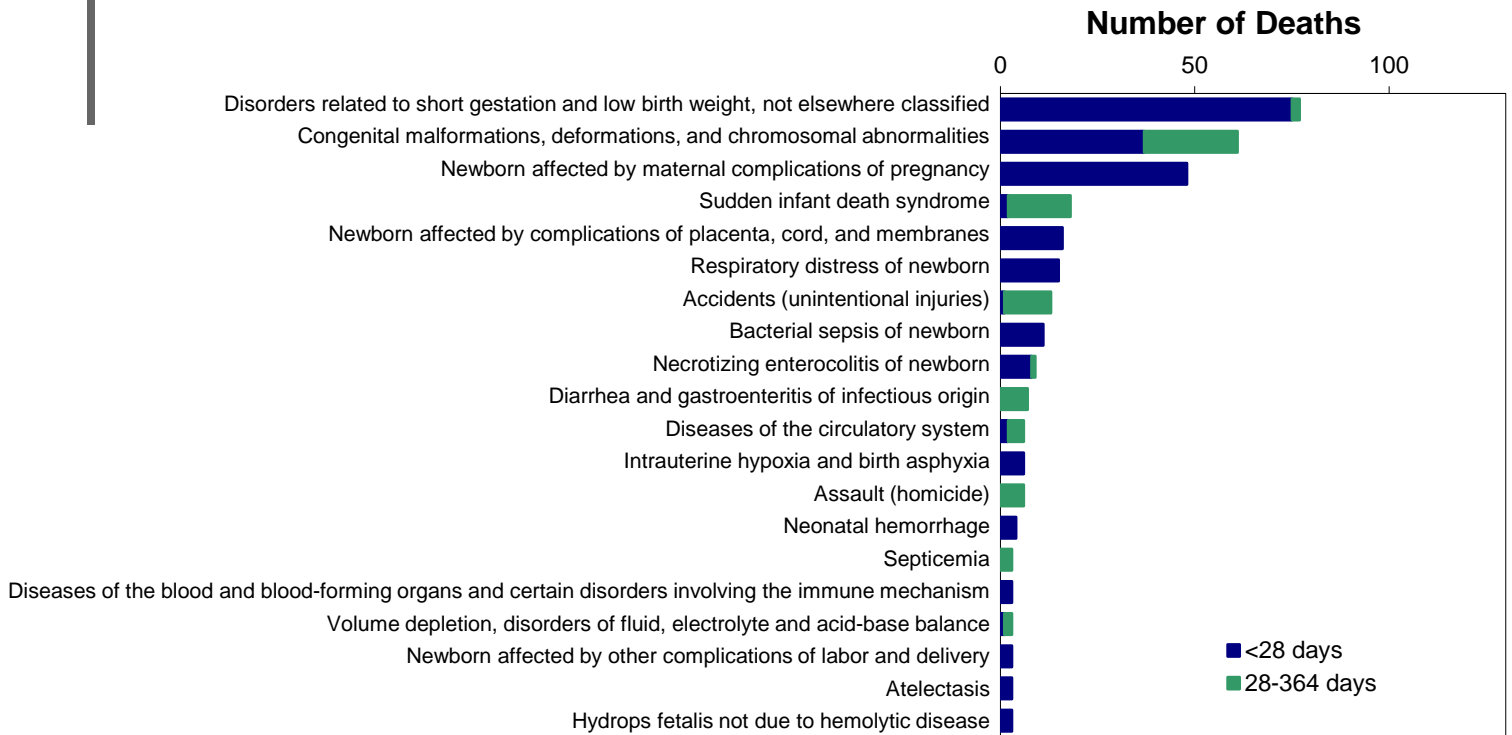 Number of Deaths
0 50 100
Disorders related to short gestation and low birth weight, not elsewhere classified
Congenital malformations, deformations, and chromosomal abnormalities
Newborn affected by maternal complications of pregnancy
Sudden infant death syndrome
Newborn affected by complications of placenta, cord, and membranes
Respiratory distress of newborn
Accidents (unintentional injuries)
Bacterial sepsis of newborn
Necrotizing enterocolitis of newborn
Diarrhea and gastroenteritis of infectious origin
Diseases of the circulatory system
Intrauterine hypoxia and birth asphyxia
Assault (homicide)
Neonatal hemorrhage
Septicemia
Diseases of the blood and blood-forming organs and certain disorders involving the immune mechanism
Volume depletion, disorders of fluid, electrolyte and acid-base balance
Newborn affected by other complications of labor and delivery
Atelectasis
Hydrops fetalis not due to hemolytic disease
<28 days
28-364 days